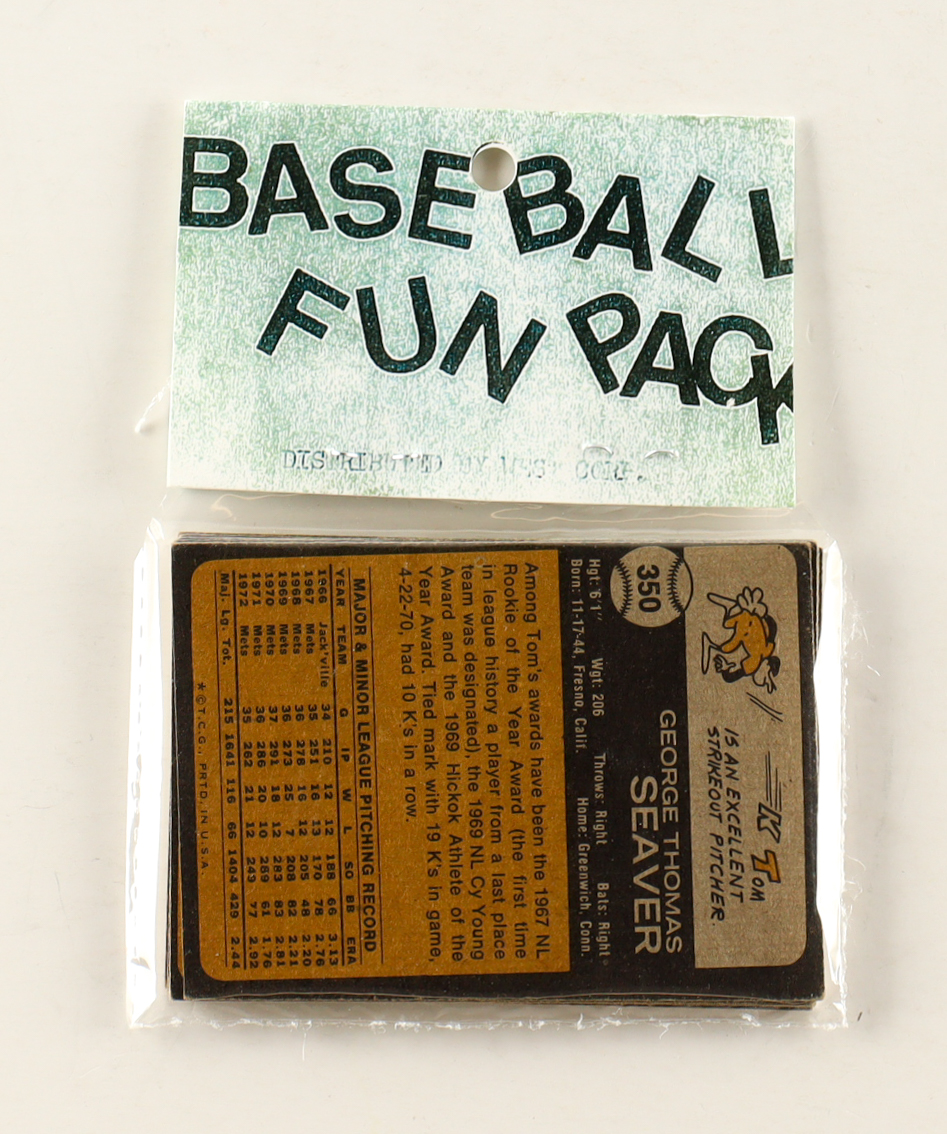 BASEBALL
FUN PACK
DISTRIBUTED BY WEST CORP.
K
TOM
IS AN EXCELLENT
STRIKEOUT PITCHER.
350
GEORGE THOMAS
SEAVER
Hgt: 6'1" Wgt: 206 Throws: Right Bats: Right
Born: 11-17-44, Fresno, Calif. Home: Greenwich, Conn.
Among Tom's awards have been the 1967 NL
Rookie of the Year Award (the first time
in league history a player from a last place
team was designated), the 1969 NL Cy Young
Award and the 1969 Hickok Athlete of the
Year Award. Tied mark with 19 K's in game,
4-22-70, had 10 K's in a row.
MAJOR & MINOR LEAGUE PITCHING RECORD
YEAR TEAM G IP W L SO BB ERA
1966 Jack'ville 34 210 12 12 188 66 3.13
1967 Mets 35 251 16 13 170 78 2.76
1968 Mets 36 278 16 12 205 48 2.20
1969 Mets 36 273 25 7 208 82 2.21
1970 Mets 37 291 18 12 283 83 2.81
1971 Mets 36 286 20 10 289 61 1.76
1972 Mets 35 262 21 12 249 77 2.92
Maj. Lg. Tot. 215 1641 116 66 1404 429 2.44
* © T.C.G., PRTD. IN U.S.A.